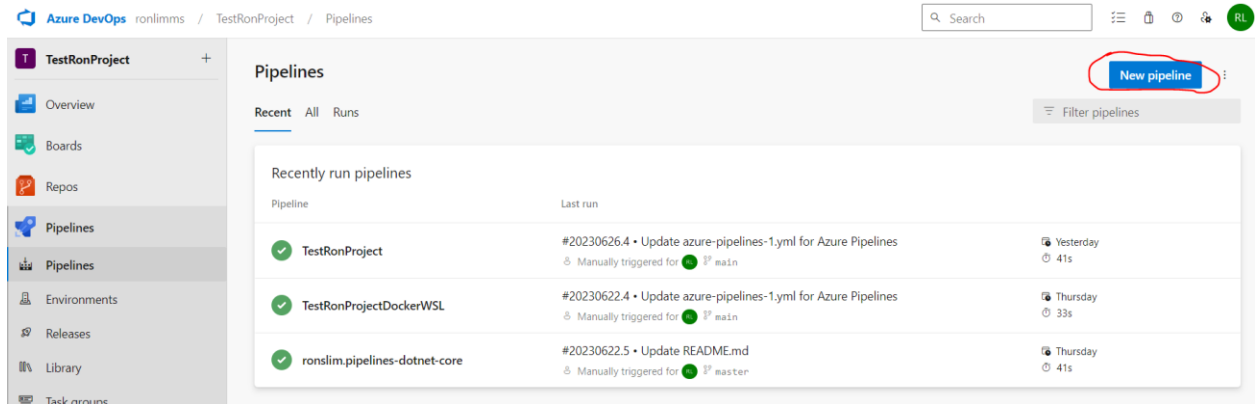 Azure DevOps ronlimms / TestRonProject / Pipelines Search RL
T TestRonProject +
Overview
Boards
Repos
Pipelines
Pipelines
Environments
Releases
Library
Task groups
Pipelines
New pipeline
Recent All Runs
Filter pipelines
Recently run pipelines
Pipeline Last run
TestRonProject
#20230626.4 • Update azure-pipelines-1.yml for Azure Pipelines
Manually triggered for RL main
Yesterday
41s
TestRonProjectDockerWSL
#20230622.4 • Update azure-pipelines-1.yml for Azure Pipelines
Manually triggered for RL main
Thursday
33s
ronslim.pipelines-dotnet-core
#20230622.5 • Update README.md
Manually triggered for RL master
Thursday
41s